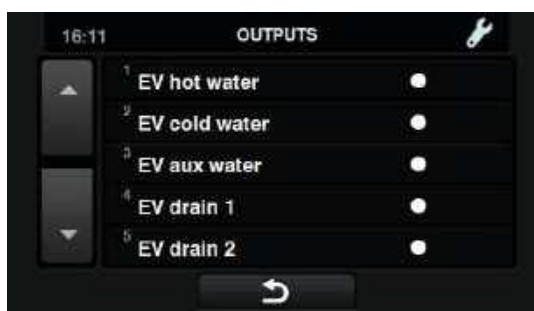 16:11 OUTPUTS
1 EV hot water
2 EV cold water
3 EV aux water
4 EV drain 1
5 EV drain 2